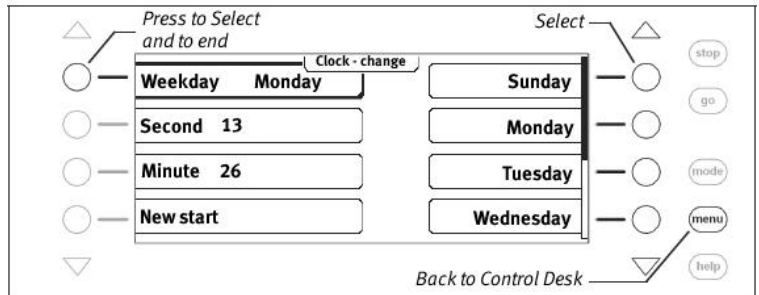 Press to Select
and to end
Select
Clock - change
Weekday Monday
Sunday
stop
go
Second 13
Monday
Minute 26
Tuesday
mode
New start
Wednesday
menu
Back to Control Desk
help